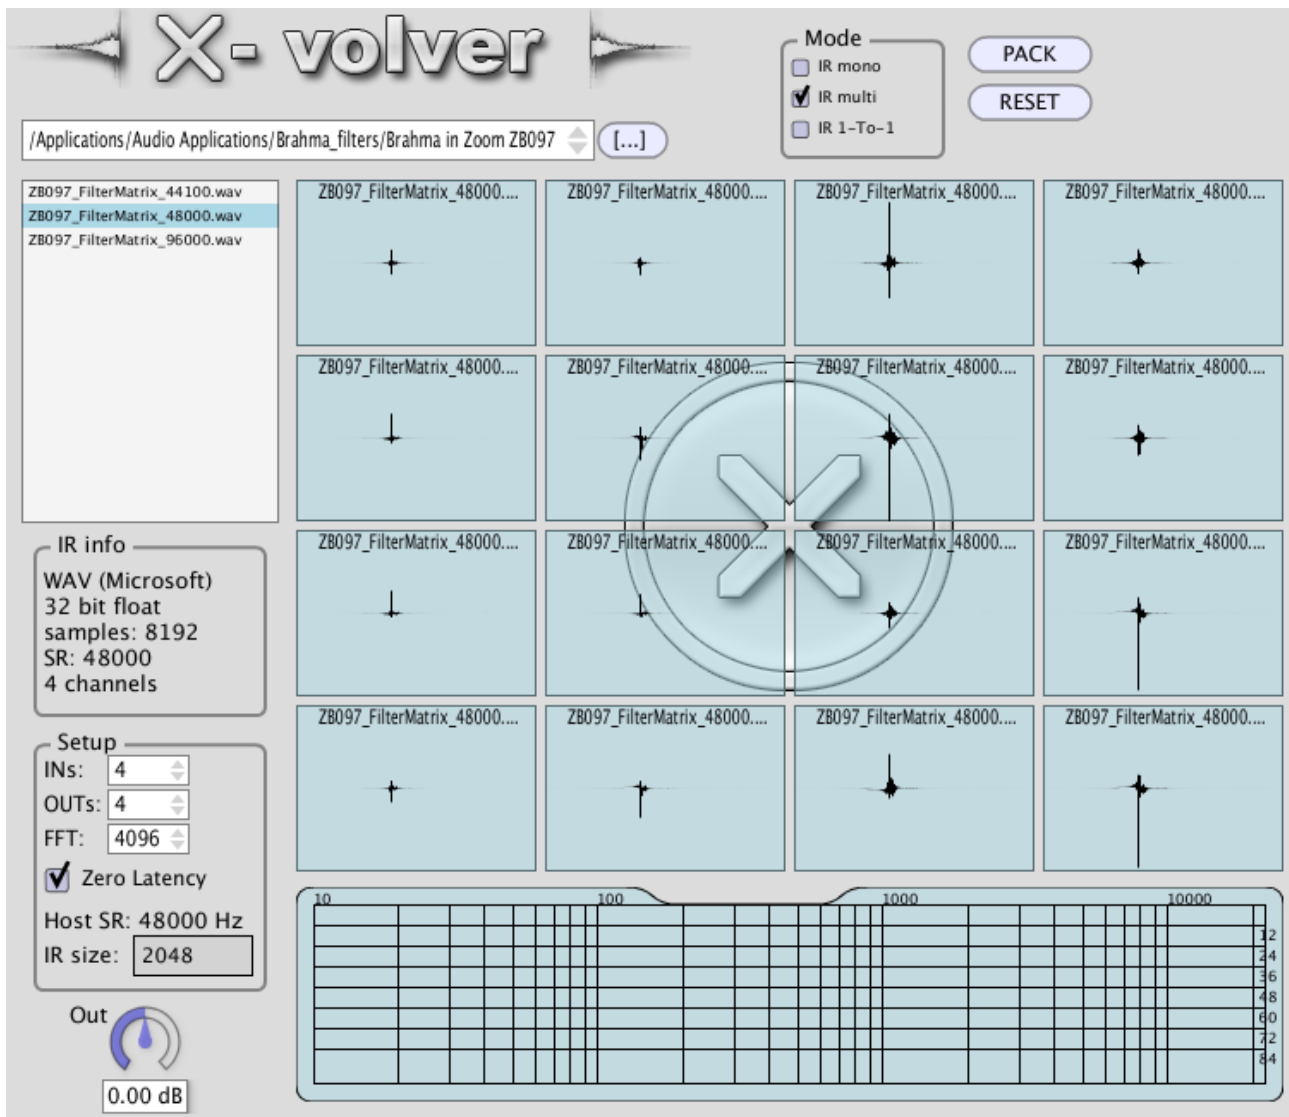 X- volver
Mode
IR mono
IR multi
IR 1-To-1
PACK
RESET
/Applications/Audio Applications/Brahma_filters/Brahma in Zoom ZB097
[...]
ZB097_FilterMatrix_44100.wav
ZB097_FilterMatrix_48000.wav
ZB097_FilterMatrix_96000.wav
ZB097_FilterMatrix_48000.... ZB097_FilterMatrix_48000.... ZB097_FilterMatrix_48000.... ZB097_FilterMatrix_48000....
ZB097_FilterMatrix_48000.... ZB097_FilterMatrix_48000.... ZB097_FilterMatrix_48000.... ZB097_FilterMatrix_48000....
ZB097_FilterMatrix_48000.... ZB097_FilterMatrix_48000.... ZB097_FilterMatrix_48000.... ZB097_FilterMatrix_48000....
ZB097_FilterMatrix_48000.... ZB097_FilterMatrix_48000.... ZB097_FilterMatrix_48000.... ZB097_FilterMatrix_48000....
IR info
WAV (Microsoft)
32 bit float
samples: 8192
SR: 48000
4 channels
Setup
INs: 4
OUTs: 4
FFT: 4096
Zero Latency
Host SR: 48000 Hz
IR size: 2048
Out
0.00 dB
10 100 1000 10000
12
24
36
48
60
72
84